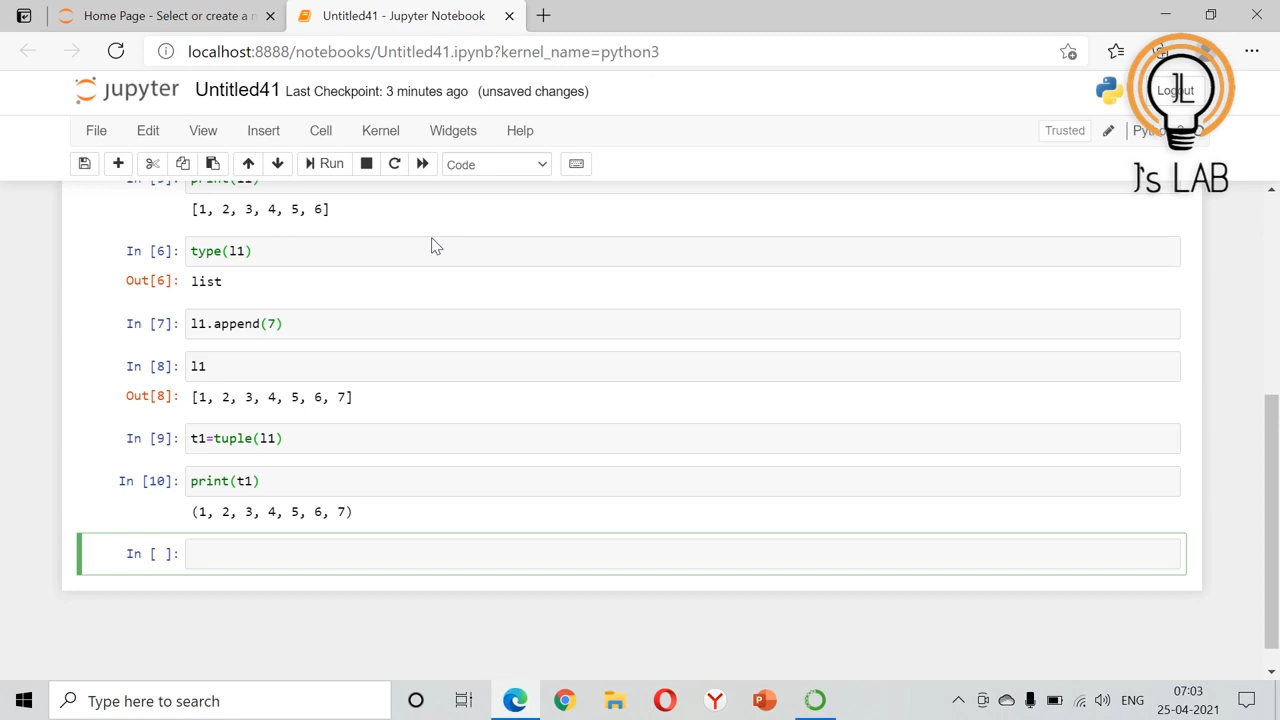 Home Page - Select or create a n
Untitled41 - Jupyter Notebook
localhost:8888/notebooks/Untitled41.ipynb?kernel_name=python3
jupyter
Untitled41 Last Checkpoint: 3 minutes ago (unsaved changes)
Logout
JL
J's LAB
File Edit View Insert Cell Kernel Widgets Help
Trusted
Run
Code
print(l1)
[1, 2, 3, 4, 5, 6]
In [6]: type(l1)
Out[6]: list
In [7]: l1.append(7)
In [8]: l1
Out[8]: [1, 2, 3, 4, 5, 6, 7]
In [9]: t1=tuple(l1)
In [10]: print(t1)
(1, 2, 3, 4, 5, 6, 7)
In [ ]:
Type here to search
ENG
07:03
25-04-2021